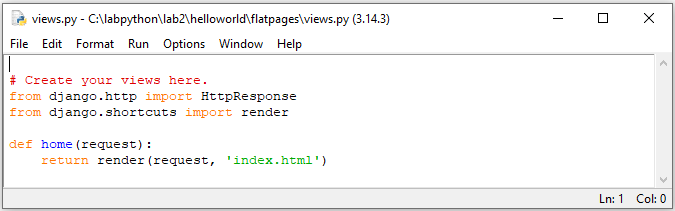 views.py - C:\labpython\lab2\helloworld\flatpages\views.py (3.14.3)
File Edit Format Run Options Window Help
# Create your views here.
from django.http import HttpResponse
from django.shortcuts import render
def home(request):
    return render(request, 'index.html')
Ln: 1 Col: 0